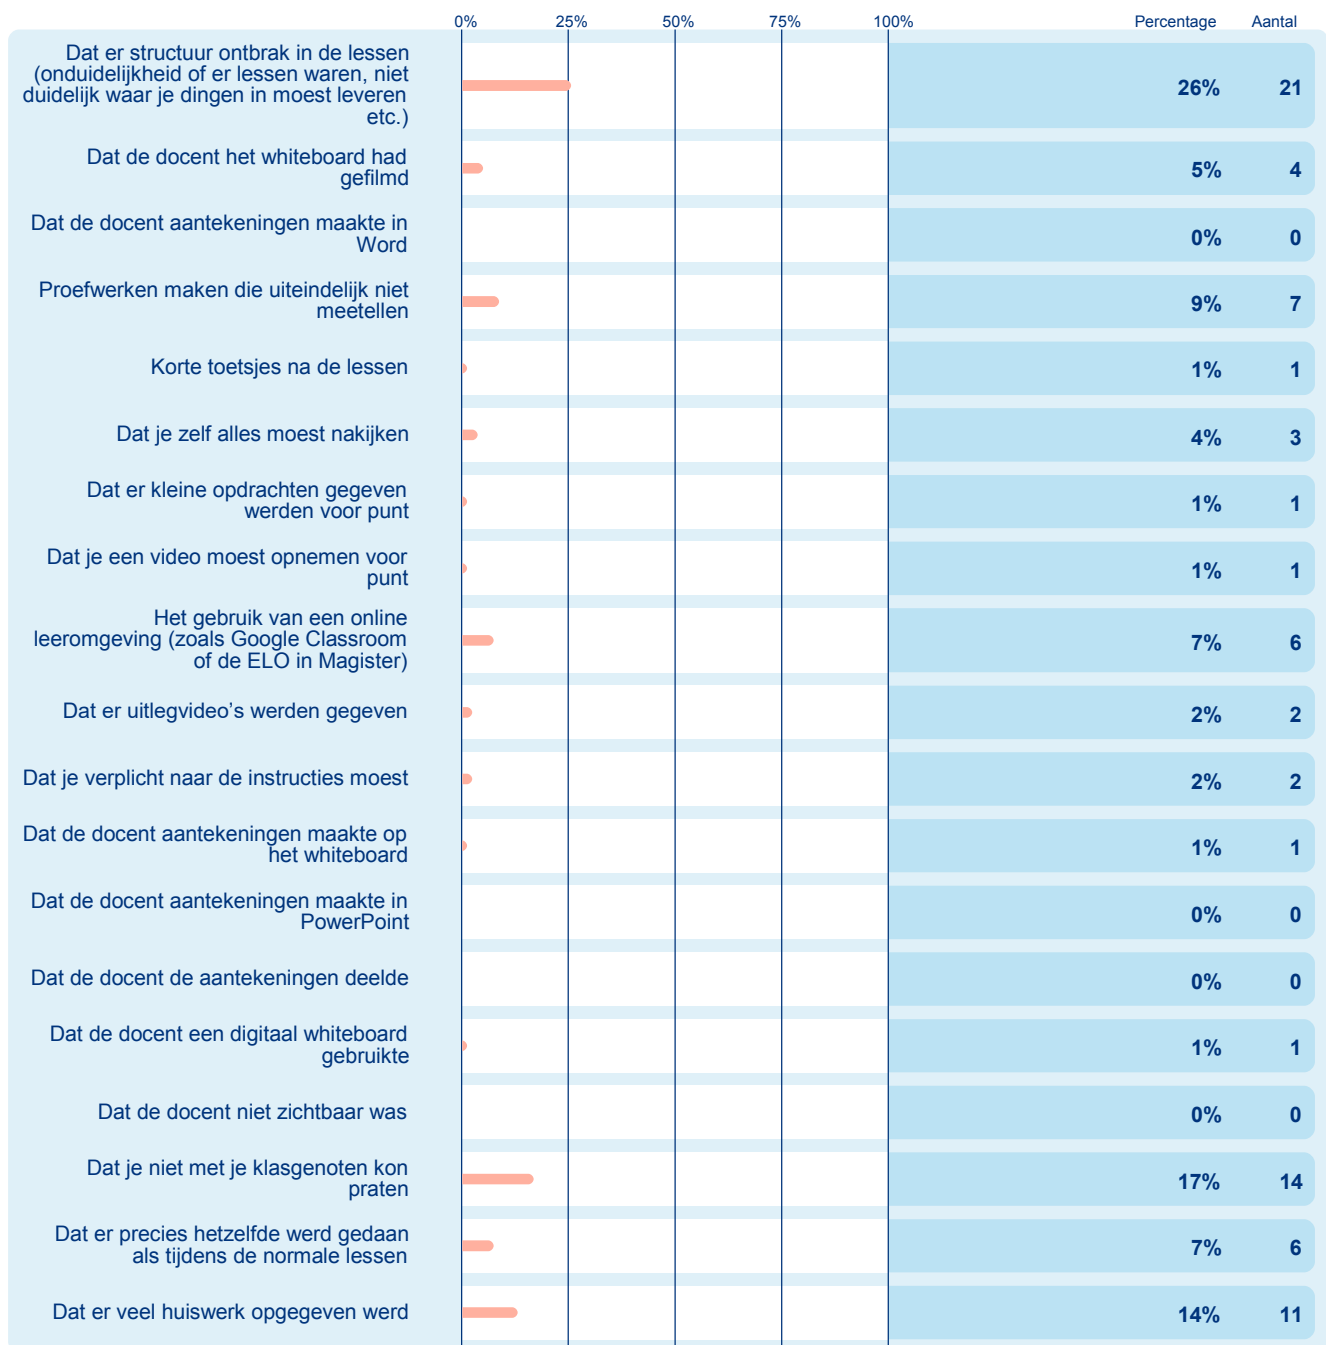 0% 25% 50% 75% 100% Percentage Aantal
Dat er structuur ontbrak in de lessen
(onduidelijkheid of er lessen waren, niet
duidelijk waar je dingen in moest leveren
etc.)
26% 21
Dat de docent het whiteboard had
gefilmd
5% 4
Dat de docent aantekeningen maakte in
Word
0% 0
Proefwerken maken die uiteindelijk niet
meetellen
9% 7
Korte toetsjes na de lessen
1% 1
Dat je zelf alles moest nakijken
4% 3
Dat er kleine opdrachten gegeven
werden voor punt
1% 1
Dat je een video moest opnemen voor
punt
1% 1
Het gebruik van een online
leeromgeving (zoals Google Classroom
of de ELO in Magister)
7% 6
Dat er uitlegvideo’s werden gegeven
2% 2
Dat je verplicht naar de instructies moest
2% 2
Dat de docent aantekeningen maakte op
het whiteboard
1% 1
Dat de docent aantekeningen maakte in
PowerPoint
0% 0
Dat de docent de aantekeningen deelde
0% 0
Dat de docent een digitaal whiteboard
gebruikte
1% 1
Dat de docent niet zichtbaar was
0% 0
Dat je niet met je klasgenoten kon
praten
17% 14
Dat er precies hetzelfde werd gedaan
als tijdens de normale lessen
7% 6
Dat er veel huiswerk opgegeven werd
14% 11